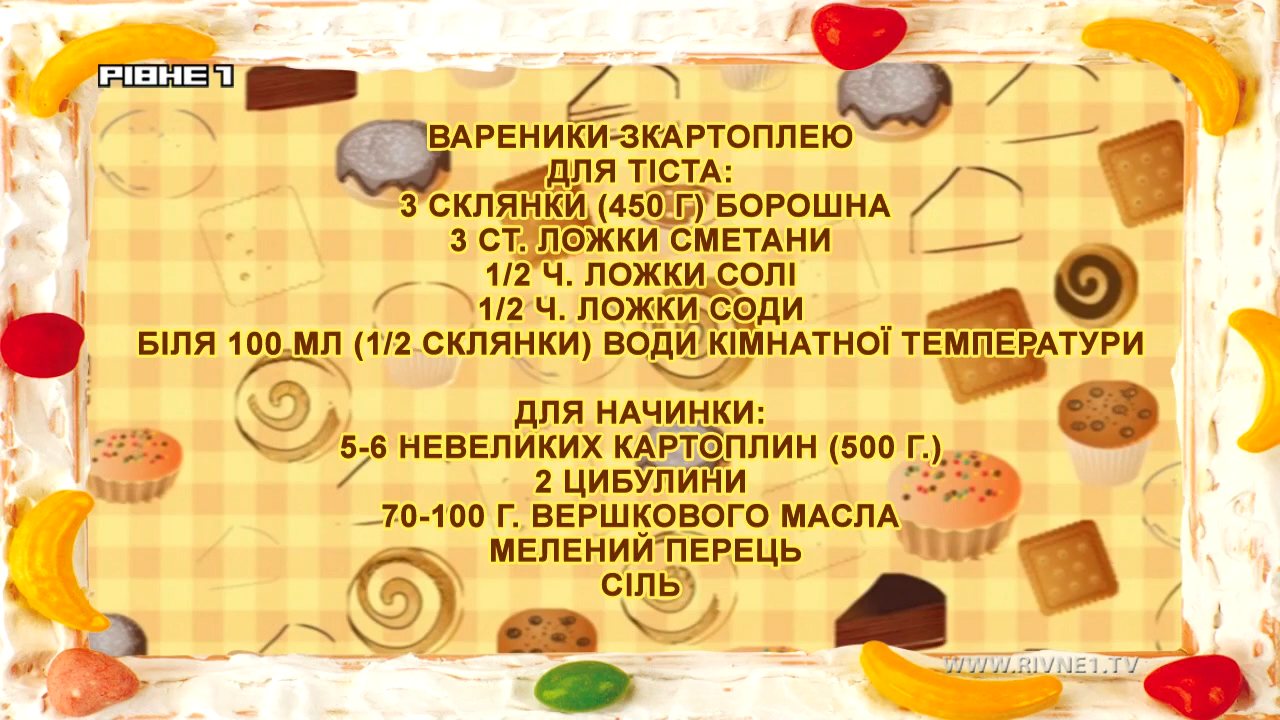 РІВНЕ 1
ВАРЕНИКИ ЗКАРТОПЛЕЮ
ДЛЯ ТІСТА:
3 СКЛЯНКИ (450 Г) БОРОШНА
3 СТ. ЛОЖКИ СМЕТАНИ
1/2 Ч. ЛОЖКИ СОЛІ
1/2 Ч. ЛОЖКИ СОДИ
БІЛЯ 100 МЛ (1/2 СКЛЯНКИ) ВОДИ КІМНАТНОЇ ТЕМПЕРАТУРИ
ДЛЯ НАЧИНКИ:
5-6 НЕВЕЛИКИХ КАРТОПЛИН (500 Г.)
2 ЦИБУЛИНИ
70-100 Г. ВЕРШКОВОГО МАСЛА
МЕЛЕНИЙ ПЕРЕЦЬ
СІЛЬ
WWW.RIVNE1.TV